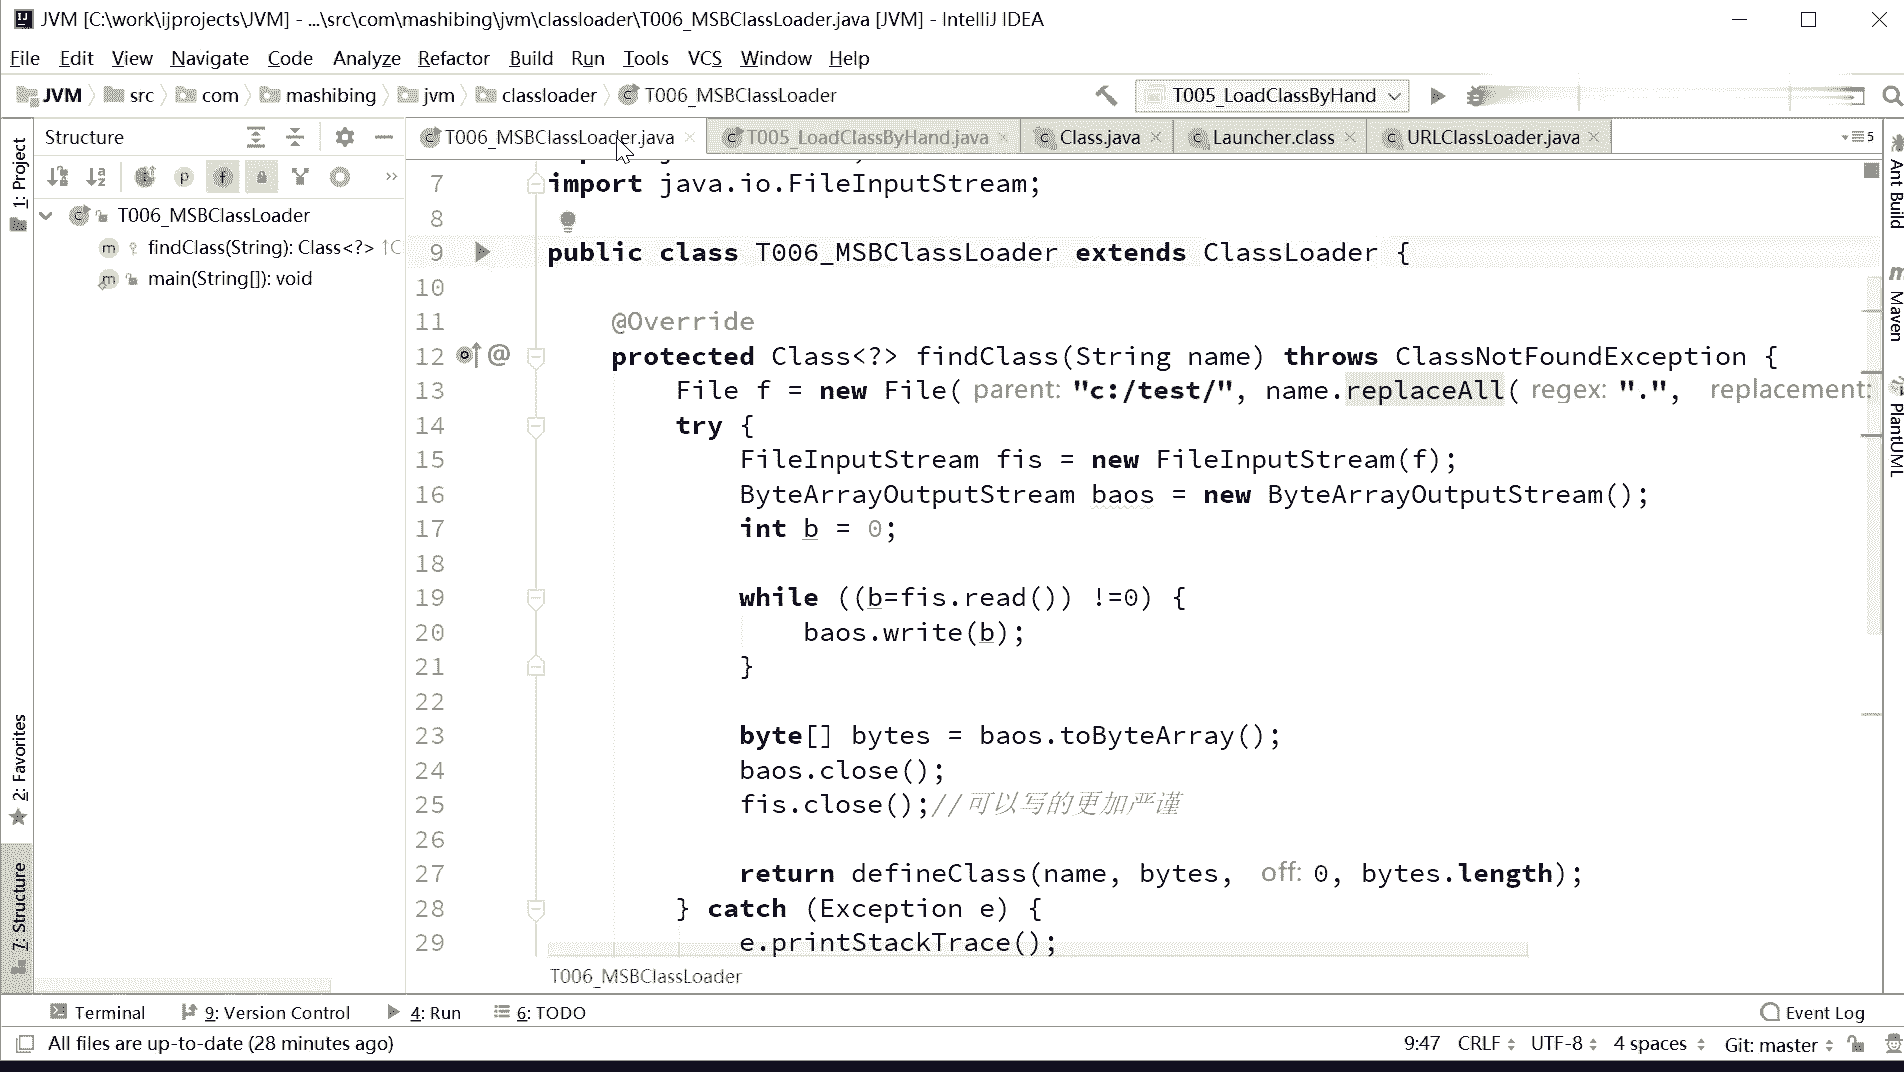 JVM [C:\work\ijprojects\JVM] - ...\src\com\mashibing\jvm\classloader\T006_MSBClassLoader.java [JVM] - IntelliJ IDEA
File Edit View Navigate Code Analyze Refactor Build Run Tools VCS Window Help
JVM src com mashibing jvm classloader T006_MSBClassLoader T005_LoadClassByHand
Structure
T006_MSBClassLoader.java T005_LoadClassByHand.java Class.java Launcher.class URLClassLoader.java 5
1: Project
T006_MSBClassLoader
findClass(String): Class<?> ↑C
main(String[]): void
2: Favorites
7: Structure
7 import java.io.FileInputStream;
8
9 public class T006_MSBClassLoader extends ClassLoader {
10
11 @Override
12 protected Class<?> findClass(String name) throws ClassNotFoundException {
13 File f = new File( parent: "c:/test/", name.replaceAll( regex: ".", replacement:
14 try {
15 FileInputStream fis = new FileInputStream(f);
16 ByteArrayOutputStream baos = new ByteArrayOutputStream();
17 int b = 0;
18
19 while ((b=fis.read()) !=0) {
20 baos.write(b);
21 }
22
23 byte[] bytes = baos.toByteArray();
24 baos.close();
25 fis.close();//可以写的更加严谨
26
27 return defineClass(name, bytes, off: 0, bytes.length);
28 } catch (Exception e) {
29 e.printStackTrace();
T006_MSBClassLoader
Ant Build
Maven
PlantUML
Terminal 9: Version Control 4: Run 6: TODO Event Log
All files are up-to-date (28 minutes ago) 9:47 CRLF UTF-8 4 spaces Git: master